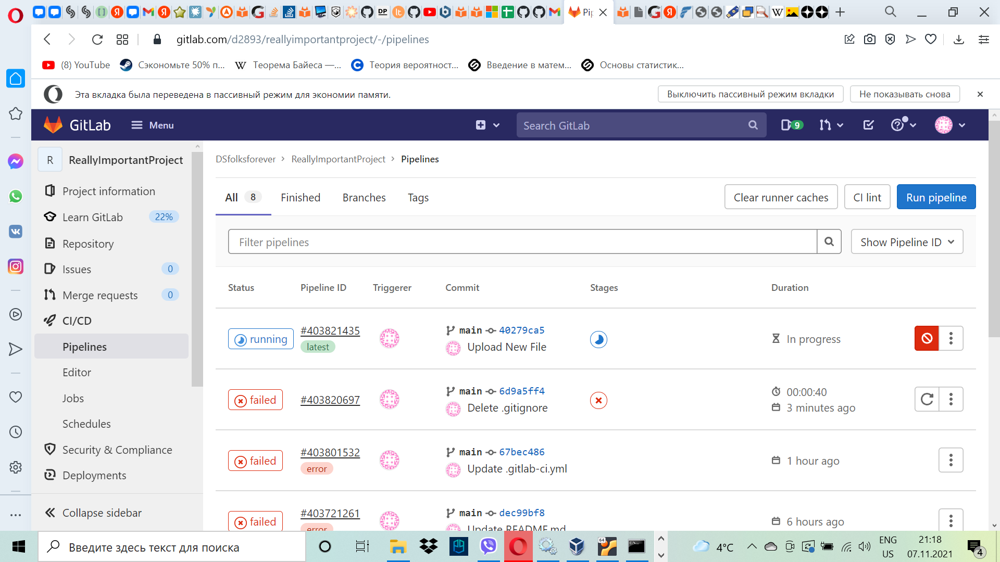 Pip
gitlab.com/d2893/reallyimportantproject/-/pipelines
(8) YouTube
Сэкономьте 50% п...
Теорема Байеса —...
Теория вероятност...
Введение в матем...
Основы статистик...
Эта вкладка была переведена в пассивный режим для экономии памяти.
Выключить пассивный режим вкладки
Не показывать снова
GitLab
Menu
Search GitLab
9
R
ReallyImportantProject
Project information
Learn GitLab 22%
Repository
Issues 0
Merge requests 0
CI/CD
Pipelines
Editor
Jobs
Schedules
Security & Compliance
Deployments
Collapse sidebar
DSfolksforever > ReallyImportantProject > Pipelines
All 8 Finished Branches Tags
Clear runner caches
CI lint
Run pipeline
Filter pipelines
Show Pipeline ID
Status Pipeline ID Triggerer Commit Stages Duration
running
#403821435
latest
main 40279ca5
Upload New File
In progress
failed
#403820697
main 6d9a5ff4
Delete .gitignore
00:00:40
3 minutes ago
failed
#403801532
error
main 67bec486
Update .gitlab-ci.yml
1 hour ago
failed
#403721261
error
main dec99bf8
Update README.md
6 hours ago
Введите здесь текст для поиска
64
4°C
ENG
US
21:18
07.11.2021
4